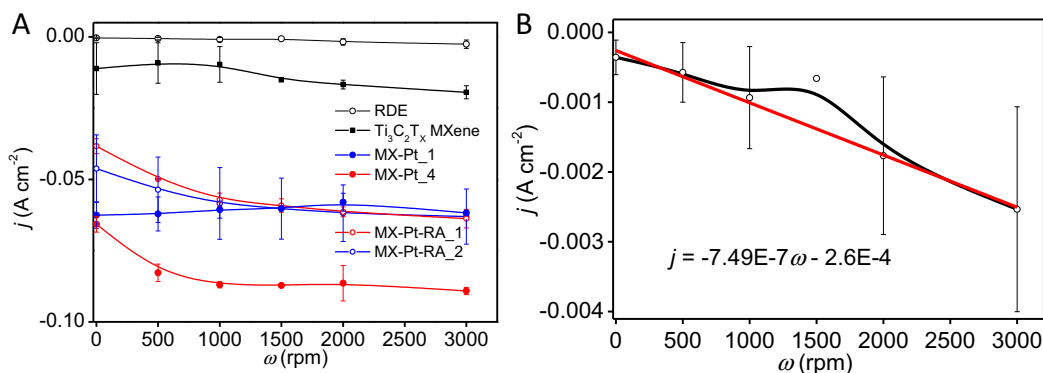 A
j (A cm⁻²)
0.00
-0.05
-0.10
RDE
Ti₃C₂Tₓ MXene
MX-Pt_1
MX-Pt_4
MX-Pt-RA_1
MX-Pt-RA_2
0 500 1000 1500 2000 3000
ω (rpm)
B
j (A cm⁻²)
0.000
-0.001
-0.002
-0.003
-0.004
j = -7.49E-7ω - 2.6E-4
0 500 1000 1500 2000 2500 3000
ω (rpm)